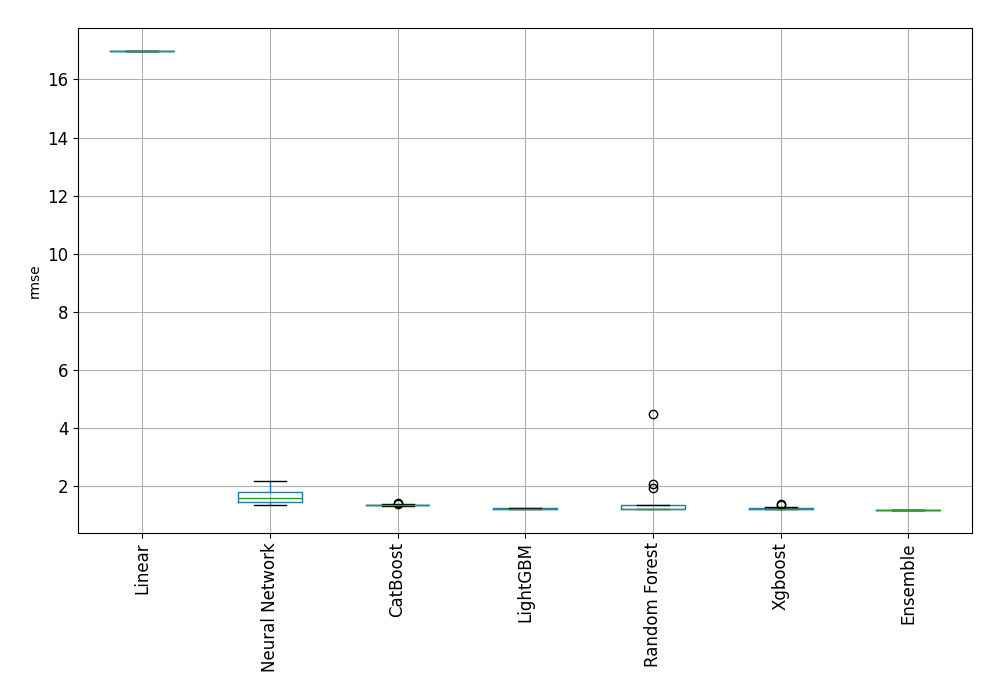 16
14
12
10
8
6
4
2
rmse
Linear
Neural Network
CatBoost
LightGBM
Random Forest
Xgboost
Ensemble